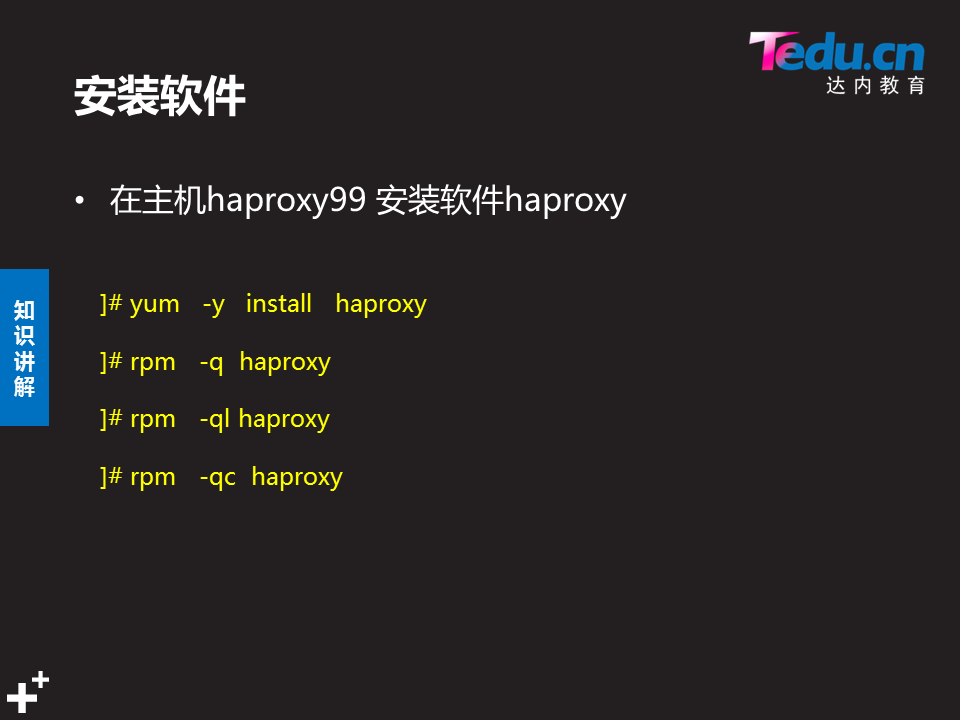 Tedu.cn
达内教育
安装软件
• 在主机haproxy99 安装软件haproxy
]# yum -y install haproxy
]# rpm -q haproxy
]# rpm -ql haproxy
]# rpm -qc haproxy
知
识
讲
解